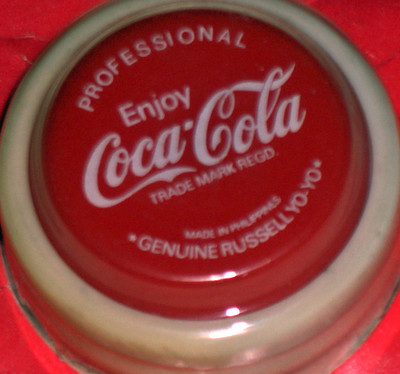 PROFESSIONAL
Enjoy
Coca-Cola
TRADE MARK REGD.
MADE IN PHILIPPINES
*GENUINE RUSSELL YO-YO*